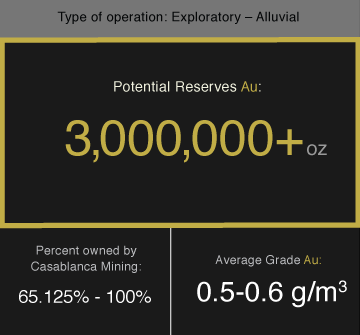 Type of operation: Exploratory – Alluvial
Potential Reserves Au:
3,000,000+ oz
Percent owned by
Casablanca Mining:
65.125% - 100%
Average Grade Au:
0.5-0.6 g/m³